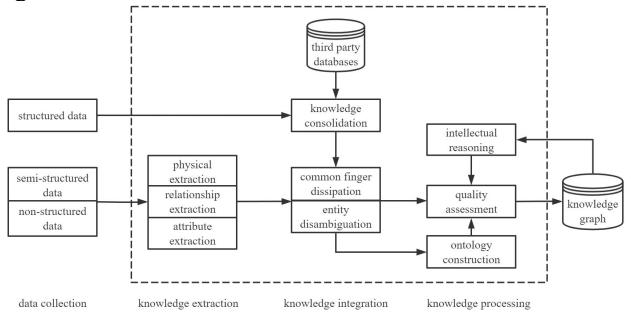 third party
databases
structured data
knowledge
consolidation
intellectual
reasoning
semi-structured
data
non-structured
data
physical
extraction
relationship
extraction
attribute
extraction
common finger
dissipation
entity
disambiguation
quality
assessment
ontology
construction
knowledge
graph
data collection
knowledge extraction
knowledge integration
knowledge processing